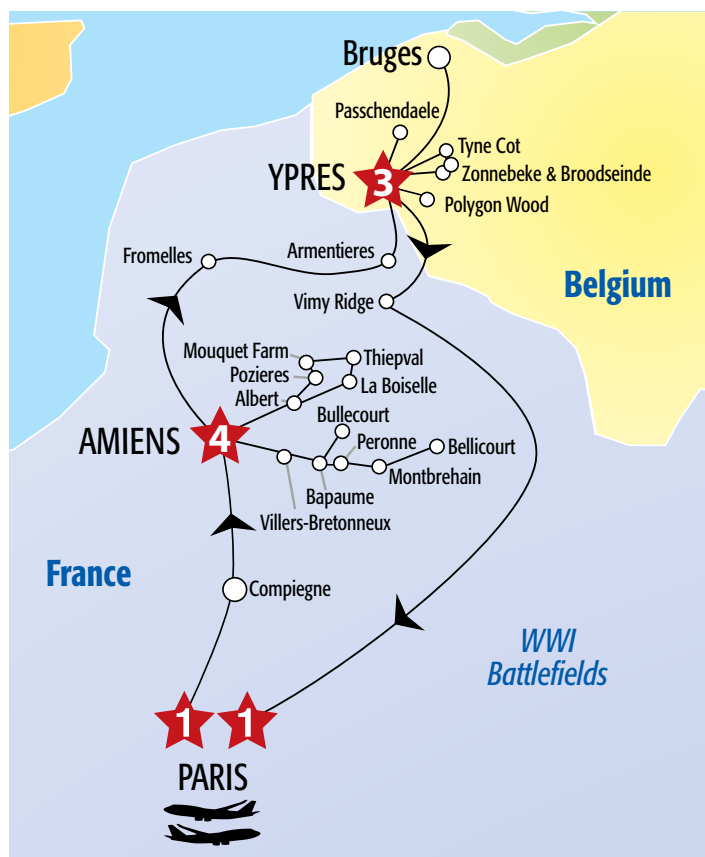 Bruges
Passchendaele
Tyne Cot
YPRES
3
Zonnebeke & Broodseinde
Polygon Wood
Fromelles
Armentieres
Belgium
Vimy Ridge
Mouquet Farm
Thiepval
Pozieres
La Boiselle
Albert
Bullecourt
AMIENS
4
Peronne
Bellicourt
Montbrehain
Bapaume
Villers-Bretonneux
France
Compiegne
WWI
Battlefields
1
1
PARIS